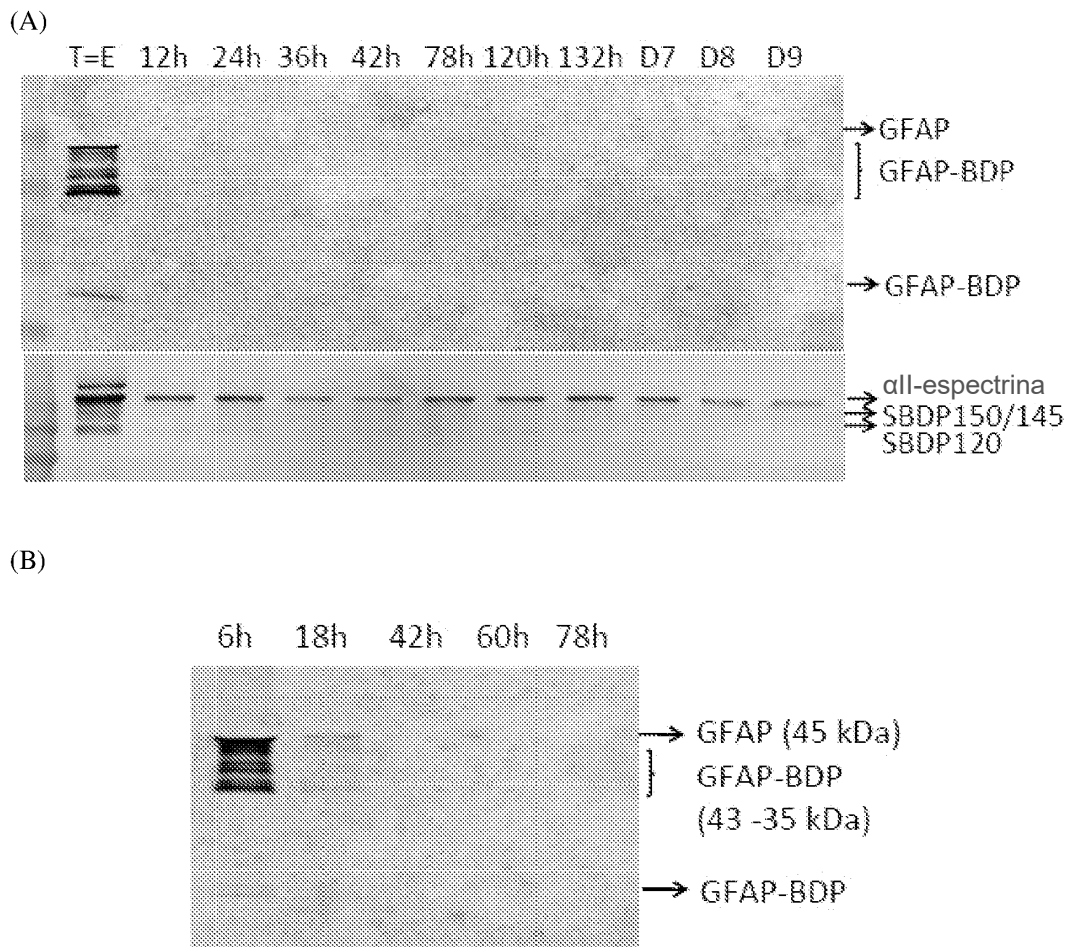 (A)
T=E 12h 24h 36h 42h 78h 120h 132h D7 D8 D9
GFAP
GFAP-BDP
GFAP-BDP
αII-espectrina
SBDP150/145
SBDP120
(B)
6h 18h 42h 60h 78h
GFAP (45 kDa)
GFAP-BDP
(43 -35 kDa)
GFAP-BDP